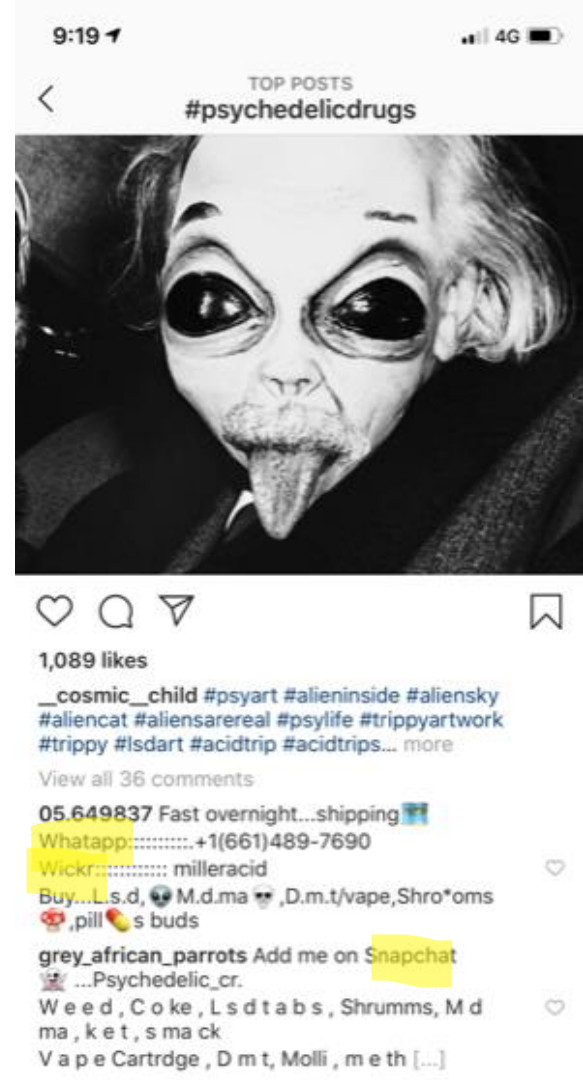 9:19
4G
TOP POSTS
#psychedelicdrugs
1,089 likes
__cosmic__child #psyart #alieninside #aliensky
#aliencat #aliensarereal #psylife #trippyartwork
#trippy #lsdart #acidtrip #acidtrips... more
View all 36 comments
05.649837 Fast overnight...shipping
Whatapp::::::::::.+1(661)489-7690
Wickr:::::::::::: milleracid
Buy...L.s.d,👽M.d.ma💀,D.m.t/vape,Shro*oms
🍄,pill💊s buds
grey_african_parrots Add me on Snapchat
👻...Psychedelic_cr.
W e e d , C o k e , L s d t a b s , Shrumms, M d
ma , k e t , s ma ck
V a p e Cartrdge , D m t, Molli , m e th [...]